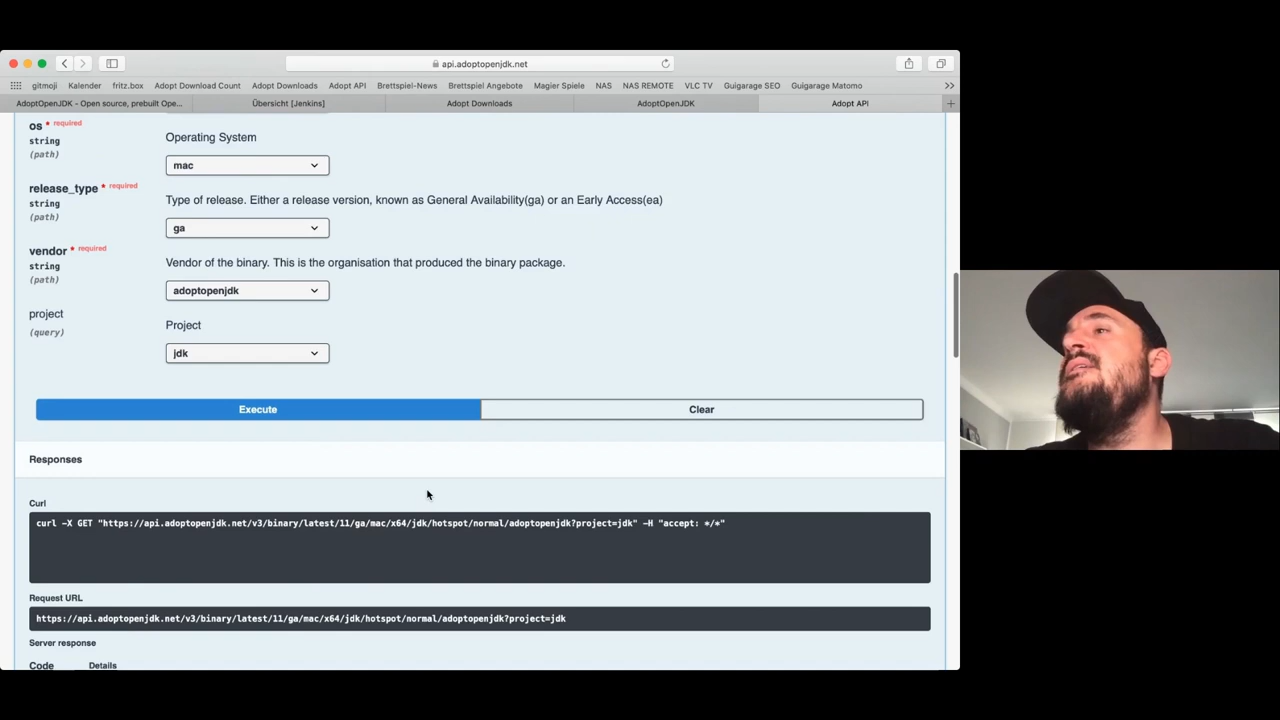 api.adoptopenjdk.net
gitmoji Kalender fritz.box Adopt Download Count Adopt Downloads Adopt API Brettspiel-News Brettspiel Angebote Magier Spiele NAS NAS REMOTE VLC TV Guigarage SEO Guigarage Matomo
AdoptOpenJDK – Open source, prebuilt Ope... Übersicht [Jenkins] Adopt Downloads AdoptOpenJDK Adopt API
os * required
string
(path)
Operating System
mac
release_type * required
string
(path)
Type of release. Either a release version, known as General Availability(ga) or an Early Access(ea)
ga
vendor * required
string
(path)
Vendor of the binary. This is the organisation that produced the binary package.
adoptopenjdk
project
(query)
Project
jdk
Execute Clear
Responses
Curl
curl -X GET "https://api.adoptopenjdk.net/v3/binary/latest/11/ga/mac/x64/jdk/hotspot/normal/adoptopenjdk?project=jdk" -H "accept: */*"
Request URL
https://api.adoptopenjdk.net/v3/binary/latest/11/ga/mac/x64/jdk/hotspot/normal/adoptopenjdk?project=jdk
Server response
Code Details